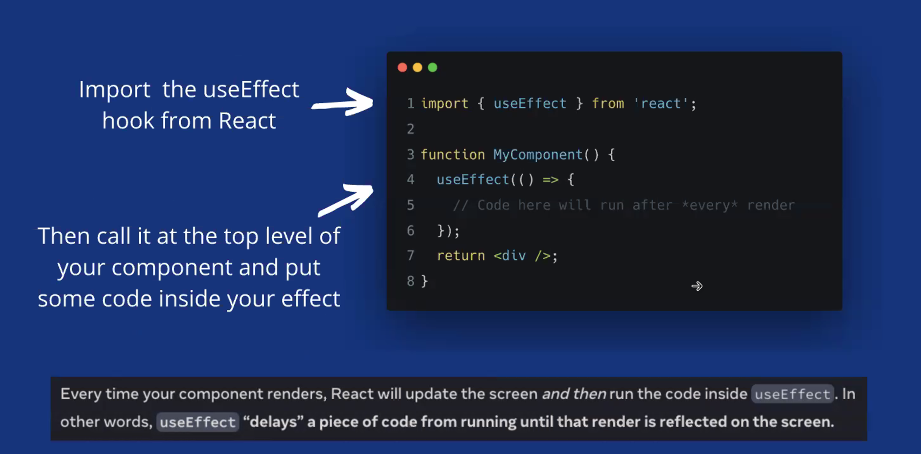 Import the useEffect
hook from React
Then call it at the top level of
your component and put
some code inside your effect
1 import { useEffect } from 'react';
2
3 function MyComponent() {
4   useEffect(() => {
5     // Code here will run after *every* render
6   });
7   return <div />;
8 }
Every time your component renders, React will update the screen and then run the code inside useEffect. In
other words, useEffect “delays” a piece of code from running until that render is reflected on the screen.